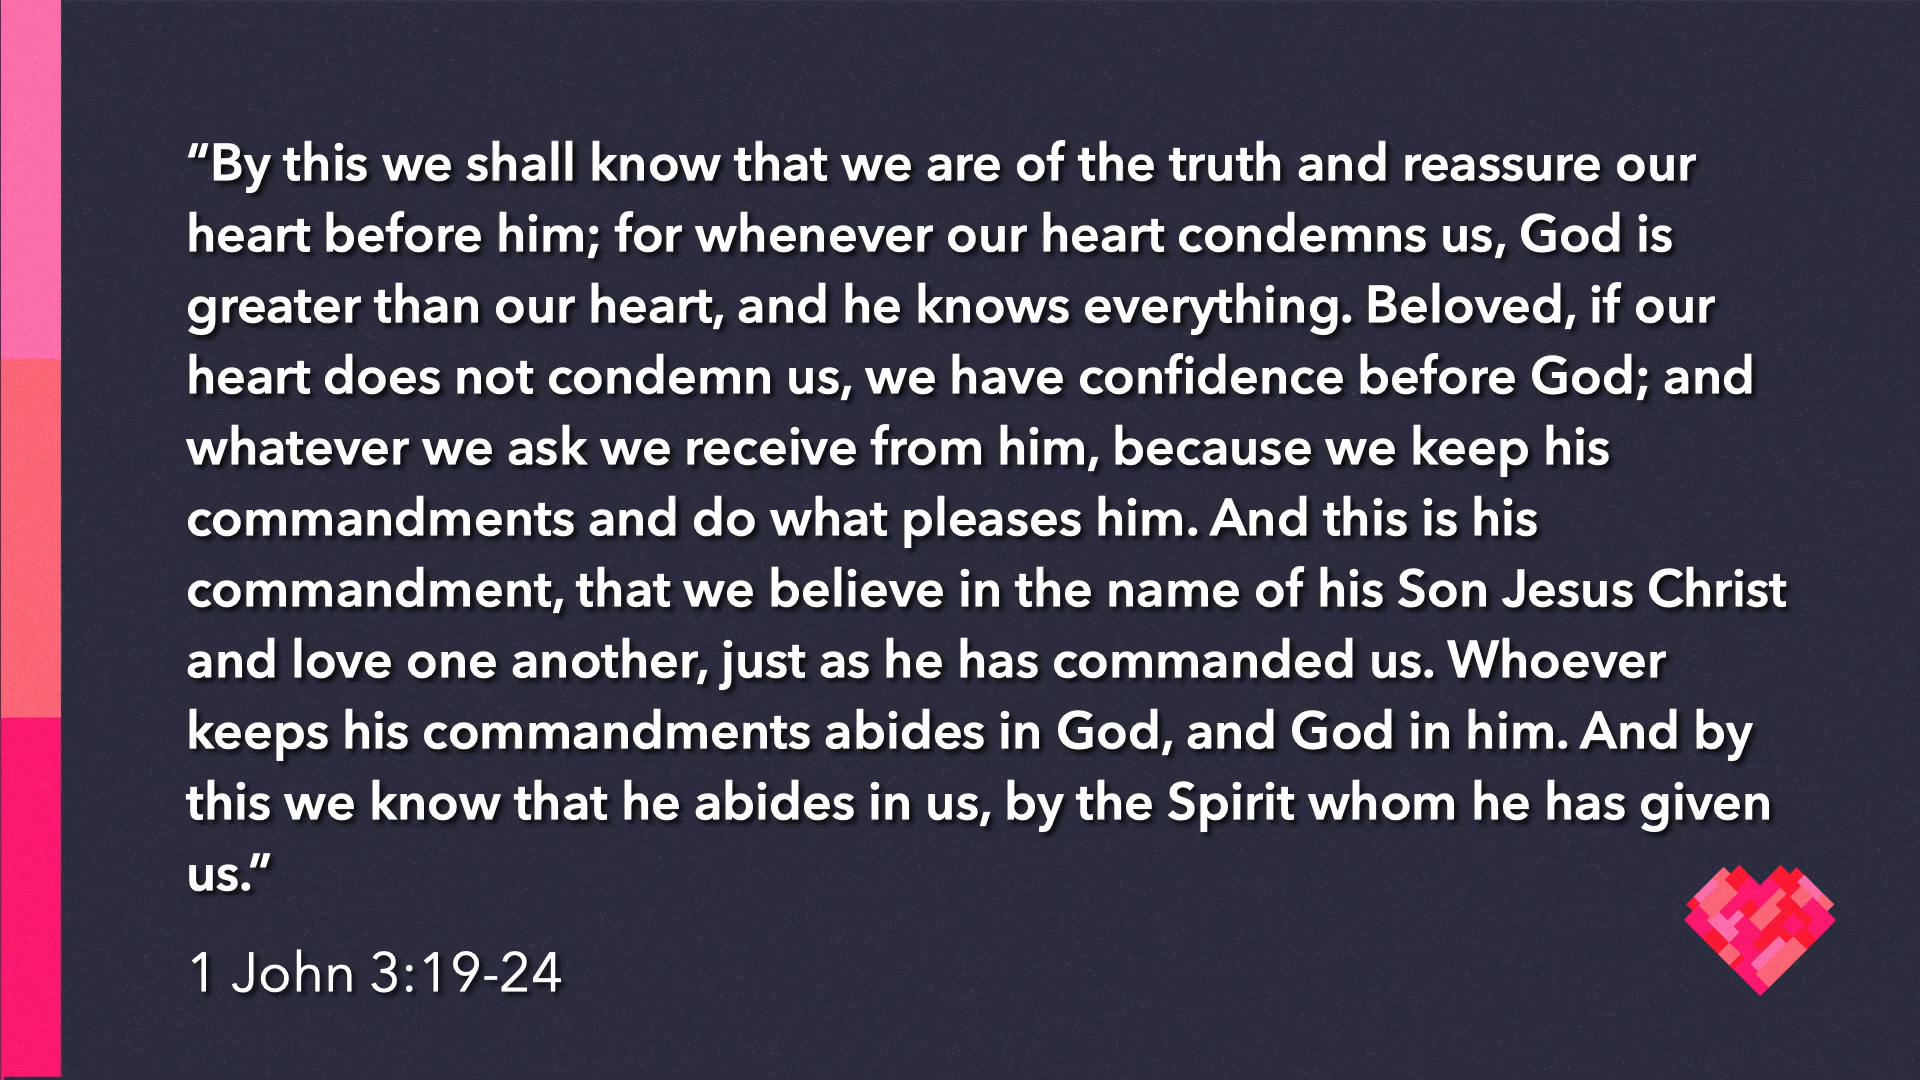 “By this we shall know that we are of the truth and reassure our
heart before him; for whenever our heart condemns us, God is
greater than our heart, and he knows everything. Beloved, if our
heart does not condemn us, we have confidence before God; and
whatever we ask we receive from him, because we keep his
commandments and do what pleases him. And this is his
commandment, that we believe in the name of his Son Jesus Christ
and love one another, just as he has commanded us. Whoever
keeps his commandments abides in God, and God in him. And by
this we know that he abides in us, by the Spirit whom he has given
us.”
1 John 3:19-24